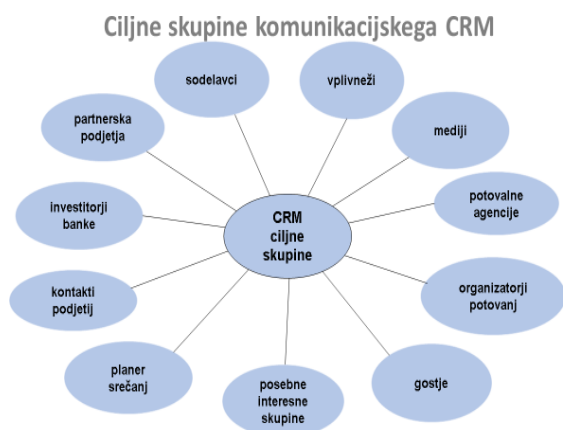 Ciljne skupine komunikacijskega CRM
sodelavci
vplivneži
partnerska
podjetja
mediji
investitorji
banke
CRM
ciljne
skupine
potovalne
agencije
kontakti
podjetij
organizatorji
potovanj
planer
srečanj
posebne
interesne
skupine
gostje